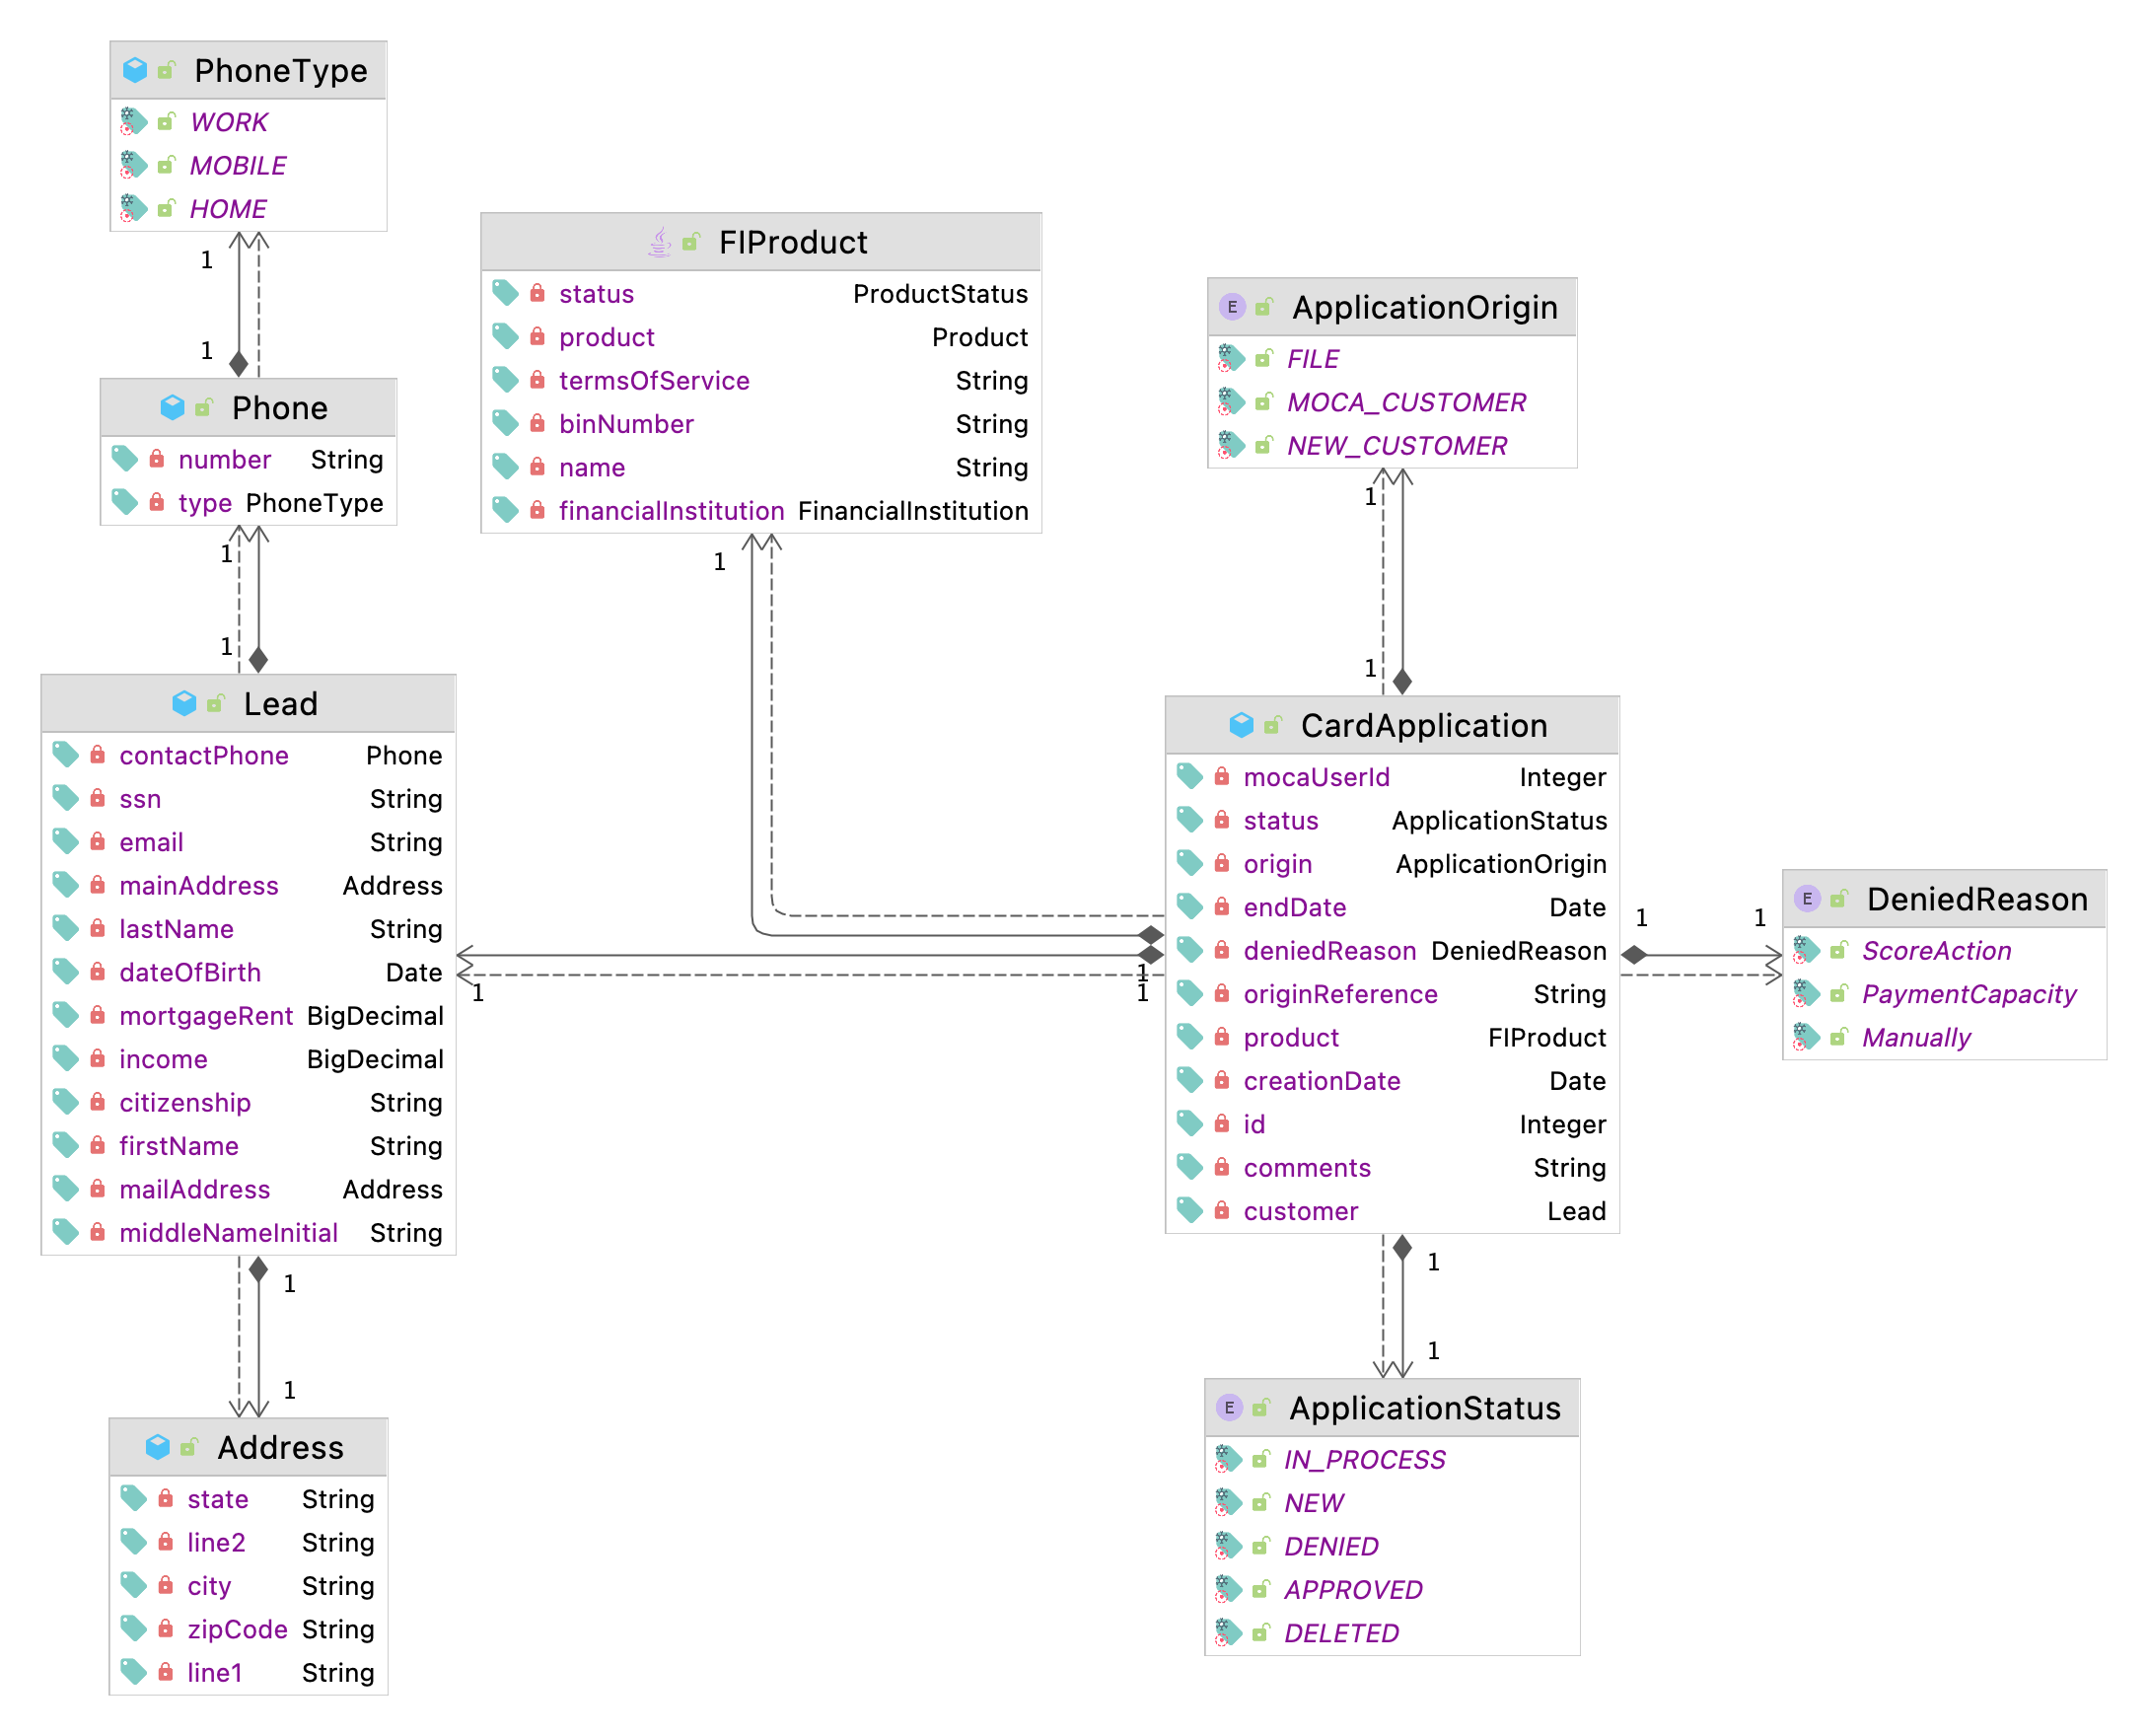 PhoneType
WORK
MOBILE
HOME
1
1
Phone
number String
type PhoneType
1
1
Lead
contactPhone Phone
ssn String
email String
mainAddress Address
lastName String
dateOfBirth Date
mortgageRent BigDecimal
income BigDecimal
citizenship String
firstName String
mailAddress Address
middleNameInitial String
1
1
Address
state String
line2 String
city String
zipCode String
line1 String
FIProduct
status ProductStatus
product Product
termsOfService String
binNumber String
name String
financialInstitution FinancialInstitution
1
1
1
1
ApplicationOrigin
FILE
MOCA_CUSTOMER
NEW_CUSTOMER
1
1
CardApplication
mocaUserId Integer
status ApplicationStatus
origin ApplicationOrigin
endDate Date
deniedReason DeniedReason
originReference String
product FIProduct
creationDate Date
id Integer
comments String
customer Lead
1
1
ApplicationStatus
E
IN_PROCESS
NEW
DENIED
APPROVED
DELETED
1 1
E DeniedReason
ScoreAction
PaymentCapacity
Manually